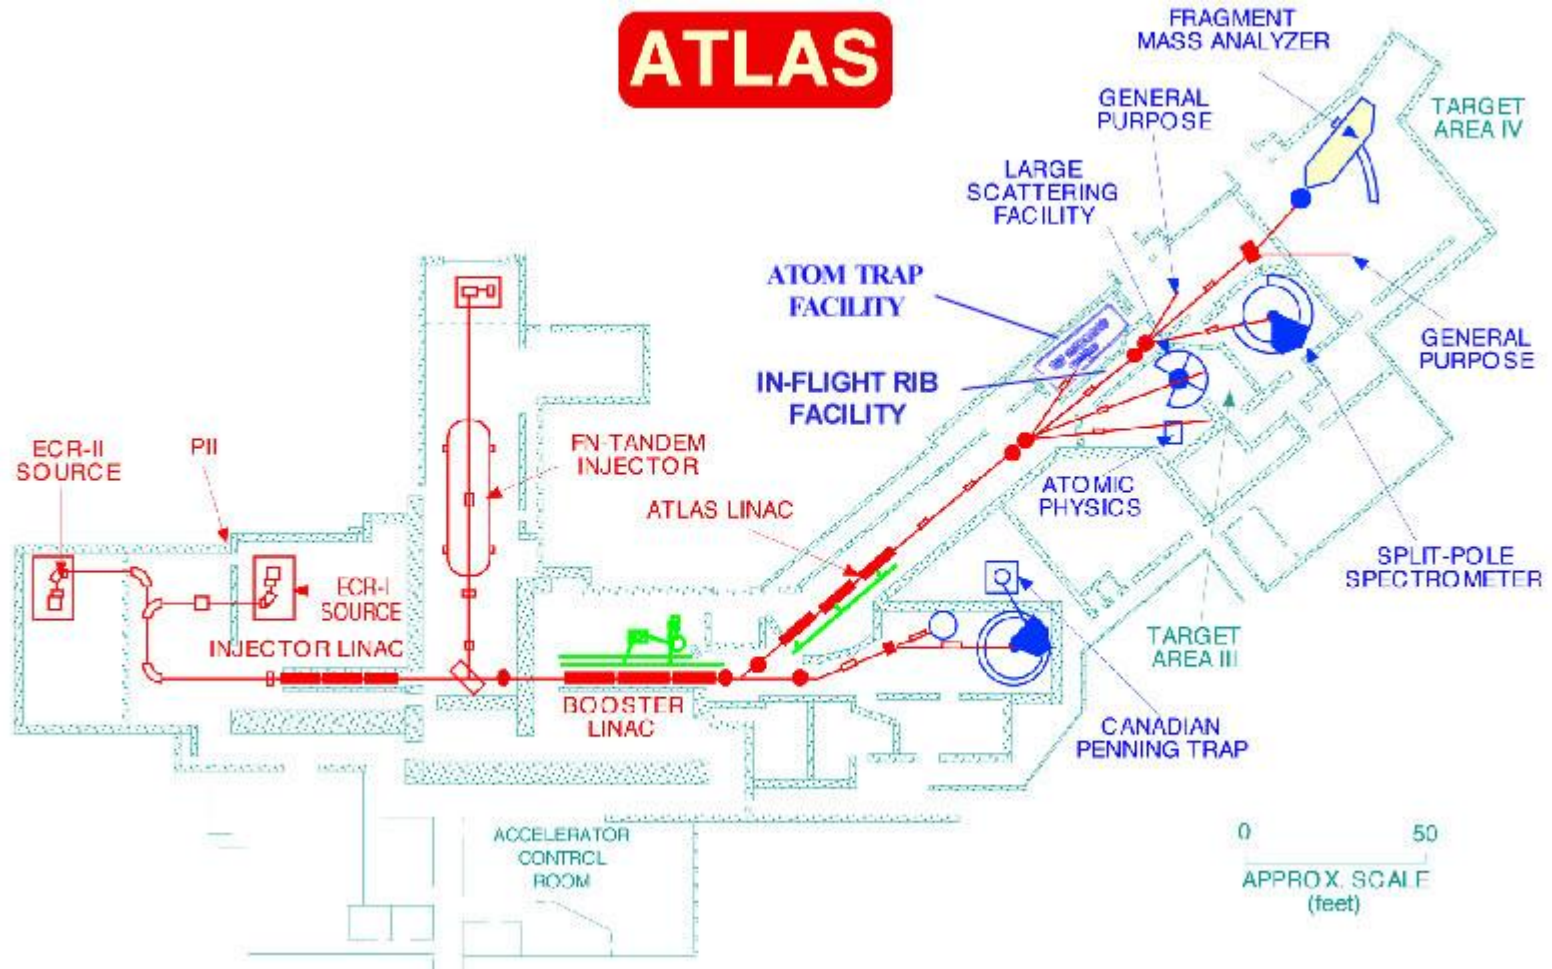 ATLAS
FRAGMENT
MASS ANALYZER
GENERAL
PURPOSE
TARGET
AREA IV
LARGE
SCATTERING
FACILITY
ATOM TRAP
FACILITY
IN-FLIGHT RIB
FACILITY
GENERAL
PURPOSE
ECR-II
SOURCE
PII
FN-TANDEM
INJECTOR
ATLAS LINAC
ATOMIC
PHYSICS
SPLIT-POLE
SPECTROMETER
ECR-I
SOURCE
INJECTOR LINAC
TARGET
AREA III
BOOSTER
LINAC
CANADIAN
PENNING TRAP
ACCELERATOR
CONTROL
ROOM
0 50
APPROX. SCALE
(feet)